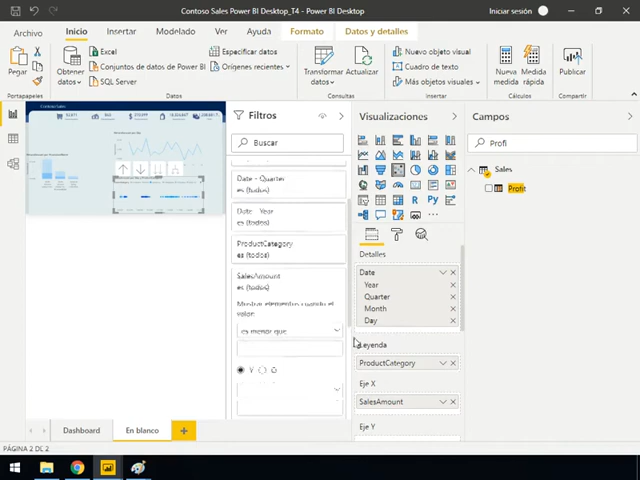 Contoso Sales Power BI Desktop_T4 - Power BI Desktop
Iniciar sesión
Archivo
Inicio
Insertar
Modelado
Ver
Ayuda
Formato
Datos y detalles
Pegar
Portapapeles
Obtener datos
Excel
Conjuntos de datos de Power BI
SQL Server
Especificar datos
Orígenes recientes
Datos
Transformar datos
Actualizar
Consultas
Nuevo objeto visual
Cuadro de texto
Más objetos visuales
Insertar
Nueva medida
Medida rápida
Cálculos
Publicar
Compartir
Contoso Sales
Filtros
Buscar
Date - Quarter
es (todos)
Date - Year
es (todos)
ProductCategory
es (todos)
SalesAmount
es (todos)
Mostrar elementos cuando el valor:
es menor que
Y
O
Visualizaciones
R
Py
Detalles
Date
Year
Quarter
Month
Day
Leyenda
ProductCategory
Eje X
SalesAmount
Eje Y
Campos
Profi
Sales
Profit
Dashboard
En blanco
PÁGINA 2 DE 2